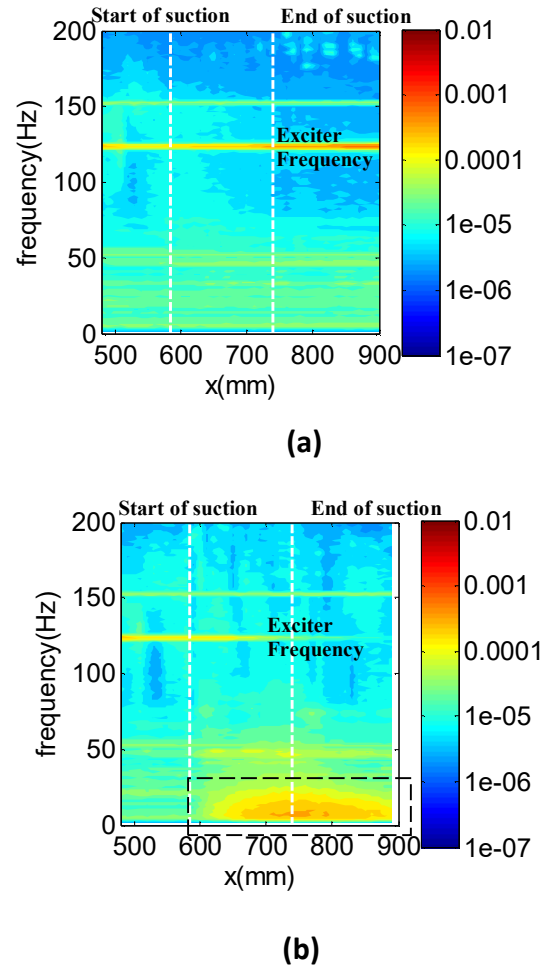 Start of suction End of suction
200
150
100
50
0
frequency(Hz)
Exciter
Frequency
500 600 700 800 900
x(mm)
0.01
0.001
0.0001
1e-05
1e-06
1e-07
(a)
Start of suction End of suction
200
150
100
50
0
frequency(Hz)
Exciter
Frequency
500 600 700 800 900
x(mm)
0.01
0.001
0.0001
1e-05
1e-06
1e-07
(b)